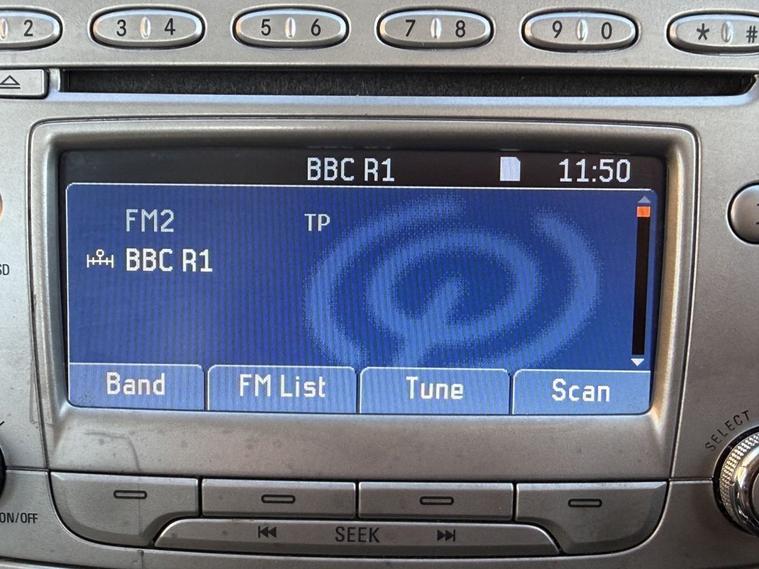 2 3 4 5 6 7 8 9 0 * #
BBC R1 11:50
FM2 TP
BBC R1
SD
Band FM List Tune Scan
SELECT
ON/OFF
SEEK